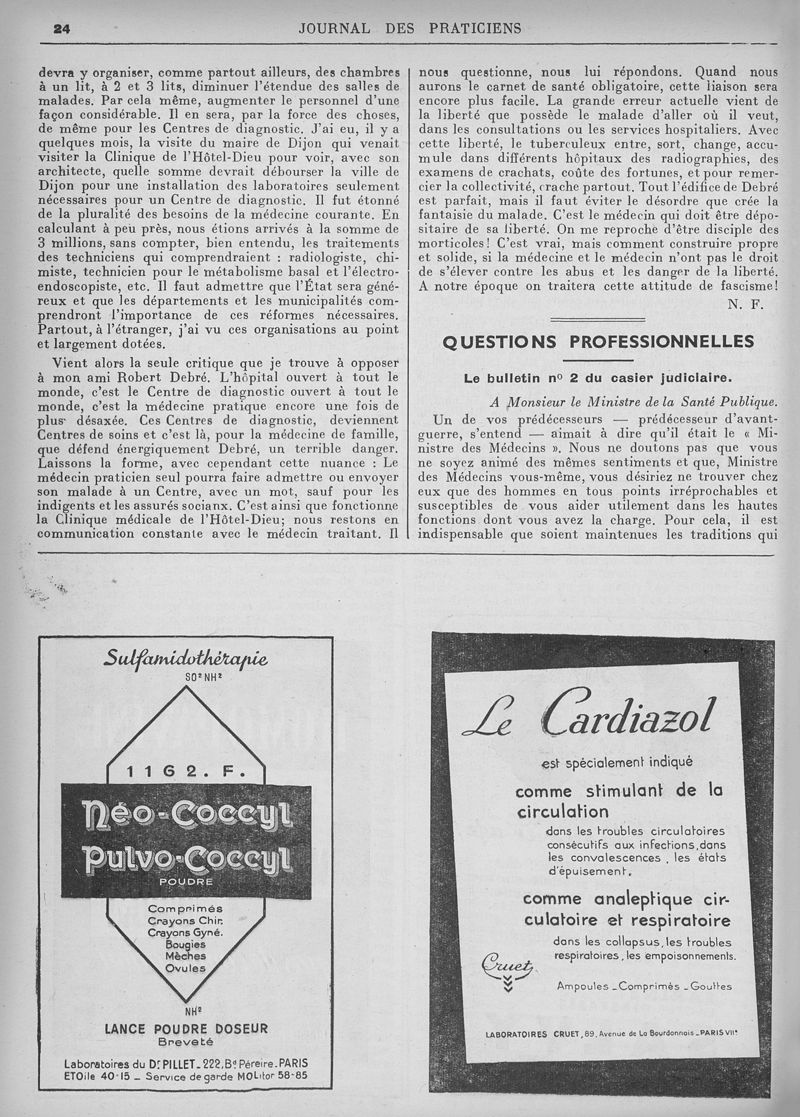 24
JOURNAL DES PRATICIENS
devra y organiser, comme partout ailleurs, des chambres
à un lit, à 2 et 3 lits, diminuer l'étendue des salles de
malades. Par cela même, augmenter le personnel d'une
façon considérable. Il en sera, par la force des choses,
de même pour les Centres de diagnostic. J'ai eu, il y a
quelques mois, la visite du maire de Dijon qui venait
visiter la Clinique de l'Hôtel-Dieu pour voir, avec son
architecte, quelle somme devrait débourser la ville de
Dijon pour une installation des laboratoires seulement
nécessaires pour un Centre de diagnostic. Il fut étonné
de la pluralité des besoins de la médecine courante. En
calculant à peu près, nous étions arrivés à la somme de
3 millions, sans compter, bien entendu, les traitements
des techniciens qui comprendraient : radiologiste, chi-
miste, technicien pour le métabolisme basal et l'électro-
endoscopiste, etc. Il faut admettre que l'État sera géné-
reux et que les départements et les municipalités com-
prendront l'importance de ces réformes nécessaires.
Partout, à l'étranger, j'ai vu ces organisations au point
et largement dotées.
Vient alors la seule critique que je trouve à opposer
à mon ami Robert Debré. L'hôpital ouvert à tout le
monde, c'est le Centre de diagnostic ouvert à tout le
monde, c'est la médecine pratique encore une fois de
plus désaxée. Ces Centres de diagnostic, deviennent
Centres de soins et c'est là, pour la médecine de famille,
que défend énergiquement Debré, un terrible danger.
Laissons la forme, avec cependant cette nuance : Le
médecin praticien seul pourra faire admettre ou envoyer
son malade à un Centre, avec un mot, sauf pour les
indigents et les assurés socianx. C'est ainsi que fonctionne
la Clinique médicale de l'Hôtel-Dieu; nous restons en
communication constante avec le médecin traitant. Il
nous questionne, nous lui répondons. Quand nous
aurons le carnet de santé obligatoire, cette liaison sera
encore plus facile. La grande erreur actuelle vient de
la liberté que possède le malade d'aller où il veut,
dans les consultations ou les services hospitaliers. Avec
cette liberté, le tuberculeux entre, sort, change, accu-
mule dans différents hôpitaux des radiographies, des
examens de crachats, coûte des fortunes, et pour remer-
cier la collectivité, crache partout. Tout l'édifice de Debré
est parfait, mais il faut éviter le désordre que crée la
fantaisie du malade. C'est le médecin qui doit être dépo-
sitaire de sa liberté. On me reproche d'être disciple des
morticoles! C'est vrai, mais comment construire propre
et solide, si la médecine et le médecin n'ont pas le droit
de s'élever contre les abus et les danger de la liberté.
A notre époque on traitera cette attitude de fascisme!
N. F.
QUESTIONS PROFESSIONNELLES
Le bulletin nº 2 du casier judiciaire.
A Monsieur le Ministre de la Santé Publique.
Un de vos prédécesseurs — prédécesseur d'avant-
guerre, s'entend — aimait à dire qu'il était le « Mi-
nistre des Médecins ». Nous ne doutons pas que vous
ne soyez animé des mêmes sentiments et que, Ministre
des Médecins vous-même, vous désiriez ne trouver chez
eux que des hommes en tous points irréprochables et
susceptibles de vous aider utilement dans les hautes
fonctions dont vous avez la charge. Pour cela, il est
indispensable que soient maintenues les traditions qui
Sulfamidothérapie
SO²NH²
1162.F.
Néo-Coccyl
Pulvo-Coccyl
POUDRE
Comprimés
Crayons Chir.
Crayons Gyné.
Bougies
Mèches
Ovules
NH²
LANCE POUDRE DOSEUR
Breveté
Laboratoires du Dr PILLET_222,Bd Péreire_PARIS
ETOile 40-15 _ Service de garde MOLitor 58-85
Le Cardiazol
est spécialement indiqué
comme stimulant de la
circulation
dans les troubles circulatoires
consécutifs aux infections,dans
les convalescences , les états
d'épuisement.
comme analeptique cir-
culatoire et respiratoire
dans les collapsus,les troubles
respiratoires, les empoisonnements.
Cruet
Ampoules _Comprimés _Gouttes
LABORATOIRES CRUET,89,Avenue de La Bourdonnais_PARIS VIIe